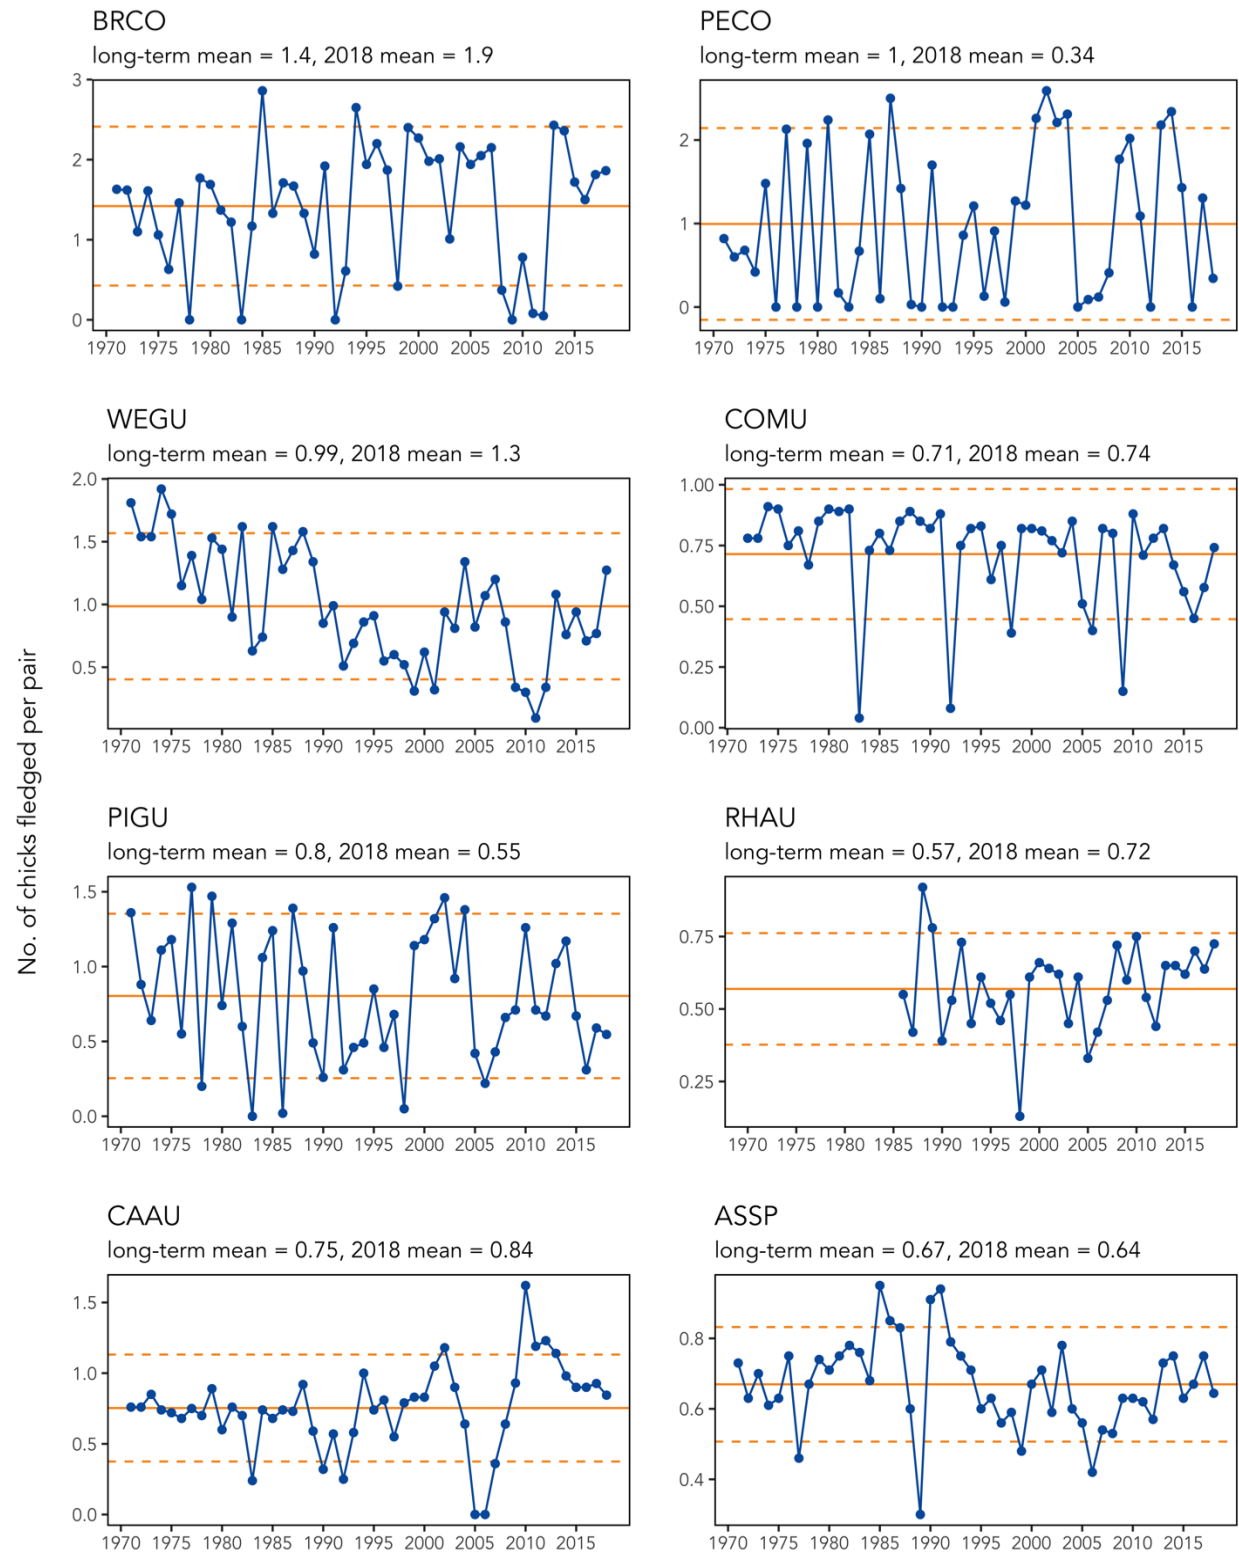 BRCO
long-term mean = 1.4, 2018 mean = 1.9
3
2
1
0
1970 1975 1980 1985 1990 1995 2000 2005 2010 2015
PECO
long-term mean = 1, 2018 mean = 0.34
2
1
0
1970 1975 1980 1985 1990 1995 2000 2005 2010 2015
No. of chicks fledged per pair
WEGU
long-term mean = 0.99, 2018 mean = 1.3
2.0
1.5
1.0
0.5
1970 1975 1980 1985 1990 1995 2000 2005 2010 2015
COMU
long-term mean = 0.71, 2018 mean = 0.74
1.00
0.75
0.50
0.25
0.00
1970 1975 1980 1985 1990 1995 2000 2005 2010 2015
PIGU
long-term mean = 0.8, 2018 mean = 0.55
1.5
1.0
0.5
0.0
1970 1975 1980 1985 1990 1995 2000 2005 2010 2015
RHAU
long-term mean = 0.57, 2018 mean = 0.72
0.75
0.50
0.25
1970 1975 1980 1985 1990 1995 2000 2005 2010 2015
CAAU
long-term mean = 0.75, 2018 mean = 0.84
1.5
1.0
0.5
0.0
1970 1975 1980 1985 1990 1995 2000 2005 2010 2015
ASSP
long-term mean = 0.67, 2018 mean = 0.64
0.8
0.6
0.4
1970 1975 1980 1985 1990 1995 2000 2005 2010 2015